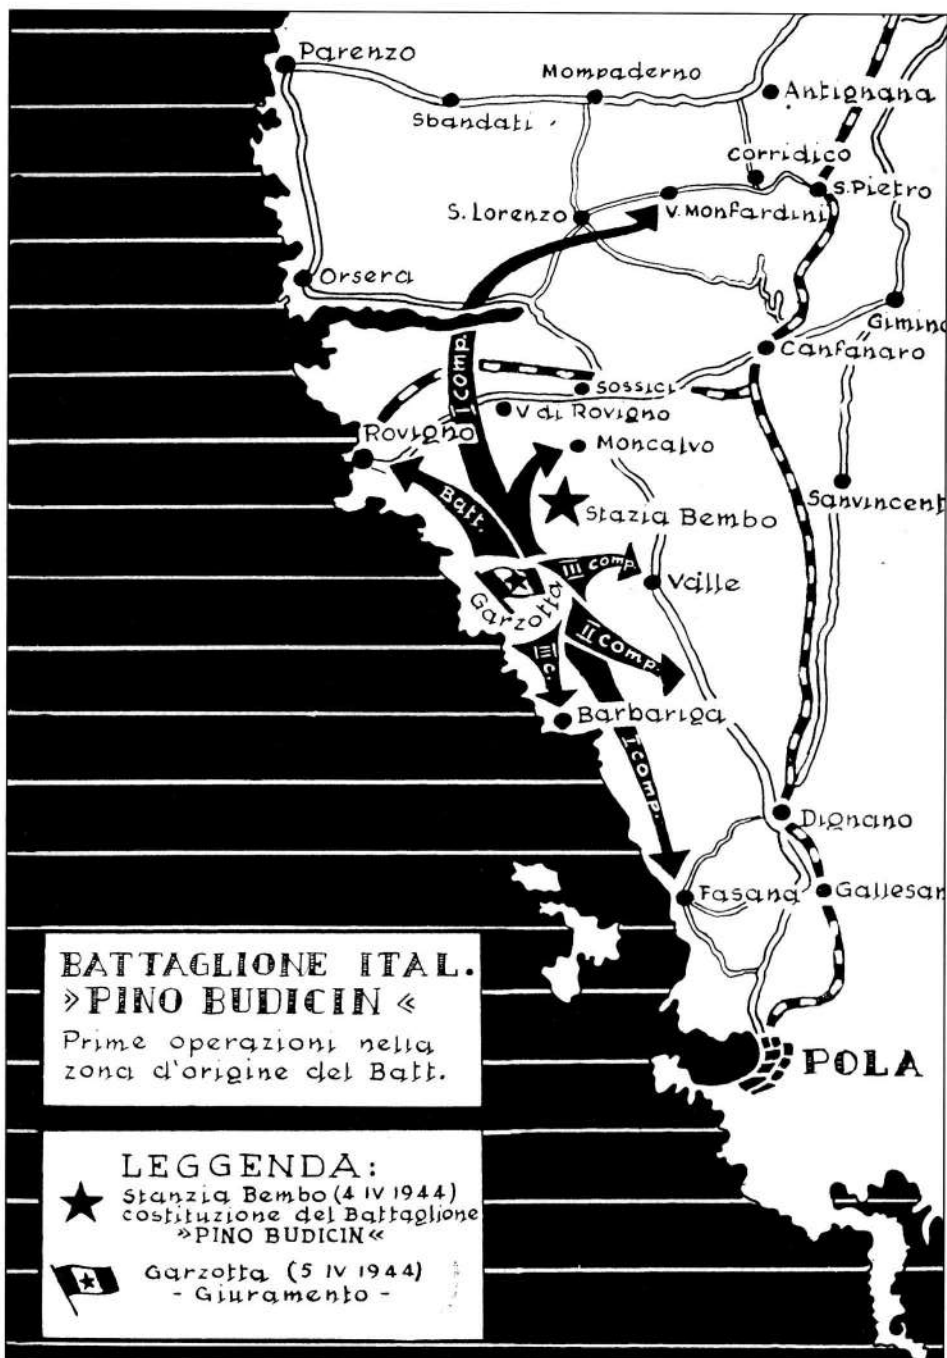 Parenzo
Mompaderno
Antignana
Sbandati
Corridico
S. Pietro
S. Lorenzo
V. Monfardini
Orsera
Gimino
Canfanaro
I comp.
Sossici
V di Rovigno
Rovigno
Moncalvo
Batt.
Stazia Bembo
Sanvincent
III comp.
Valle
Garzotta
II comp.
III c.
Barbariga
I comp.
Dignano
Fasana
Gallesan
POLA
BATTAGLIONE ITAL.
»PINO BUDICIN«
Prime operazioni nella
zona d'origine del Batt.
LEGGENDA:
Stanzia Bembo (4 IV 1944)
costituzione del Battaglione
»PINO BUDICIN«
Garzotta (5 IV 1944)
- Giuramento -